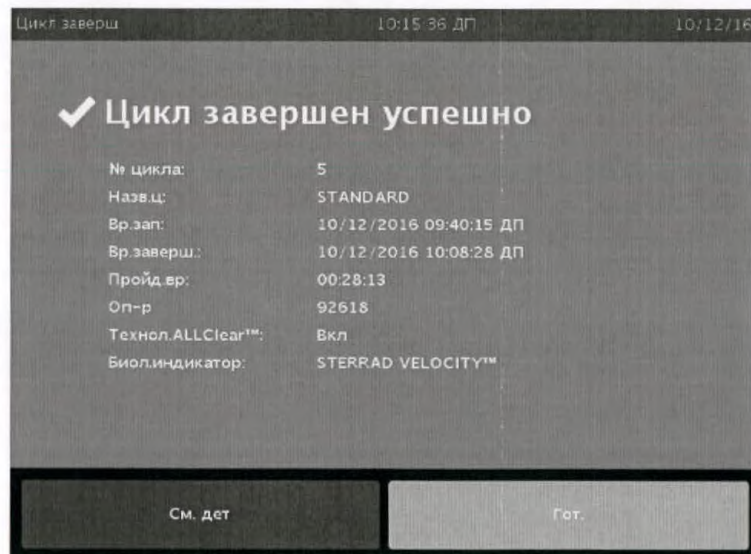 Цикл заверш 10:15:36 ДП 10/12/16
Цикл завершен успешно
№ цикла: 5
Назв.ц: STANDARD
Вр.зап: 10/12/2016 09:40:15 ДП
Вр.заверш.: 10/12/2016 10:08:28 ДП
Пройд.вр: 00:28:13
Оп-р 92618
Технол.ALLClear™: Вкл
Биол.индикатор: STERRAD VELOCITY™
См. дет Гот.